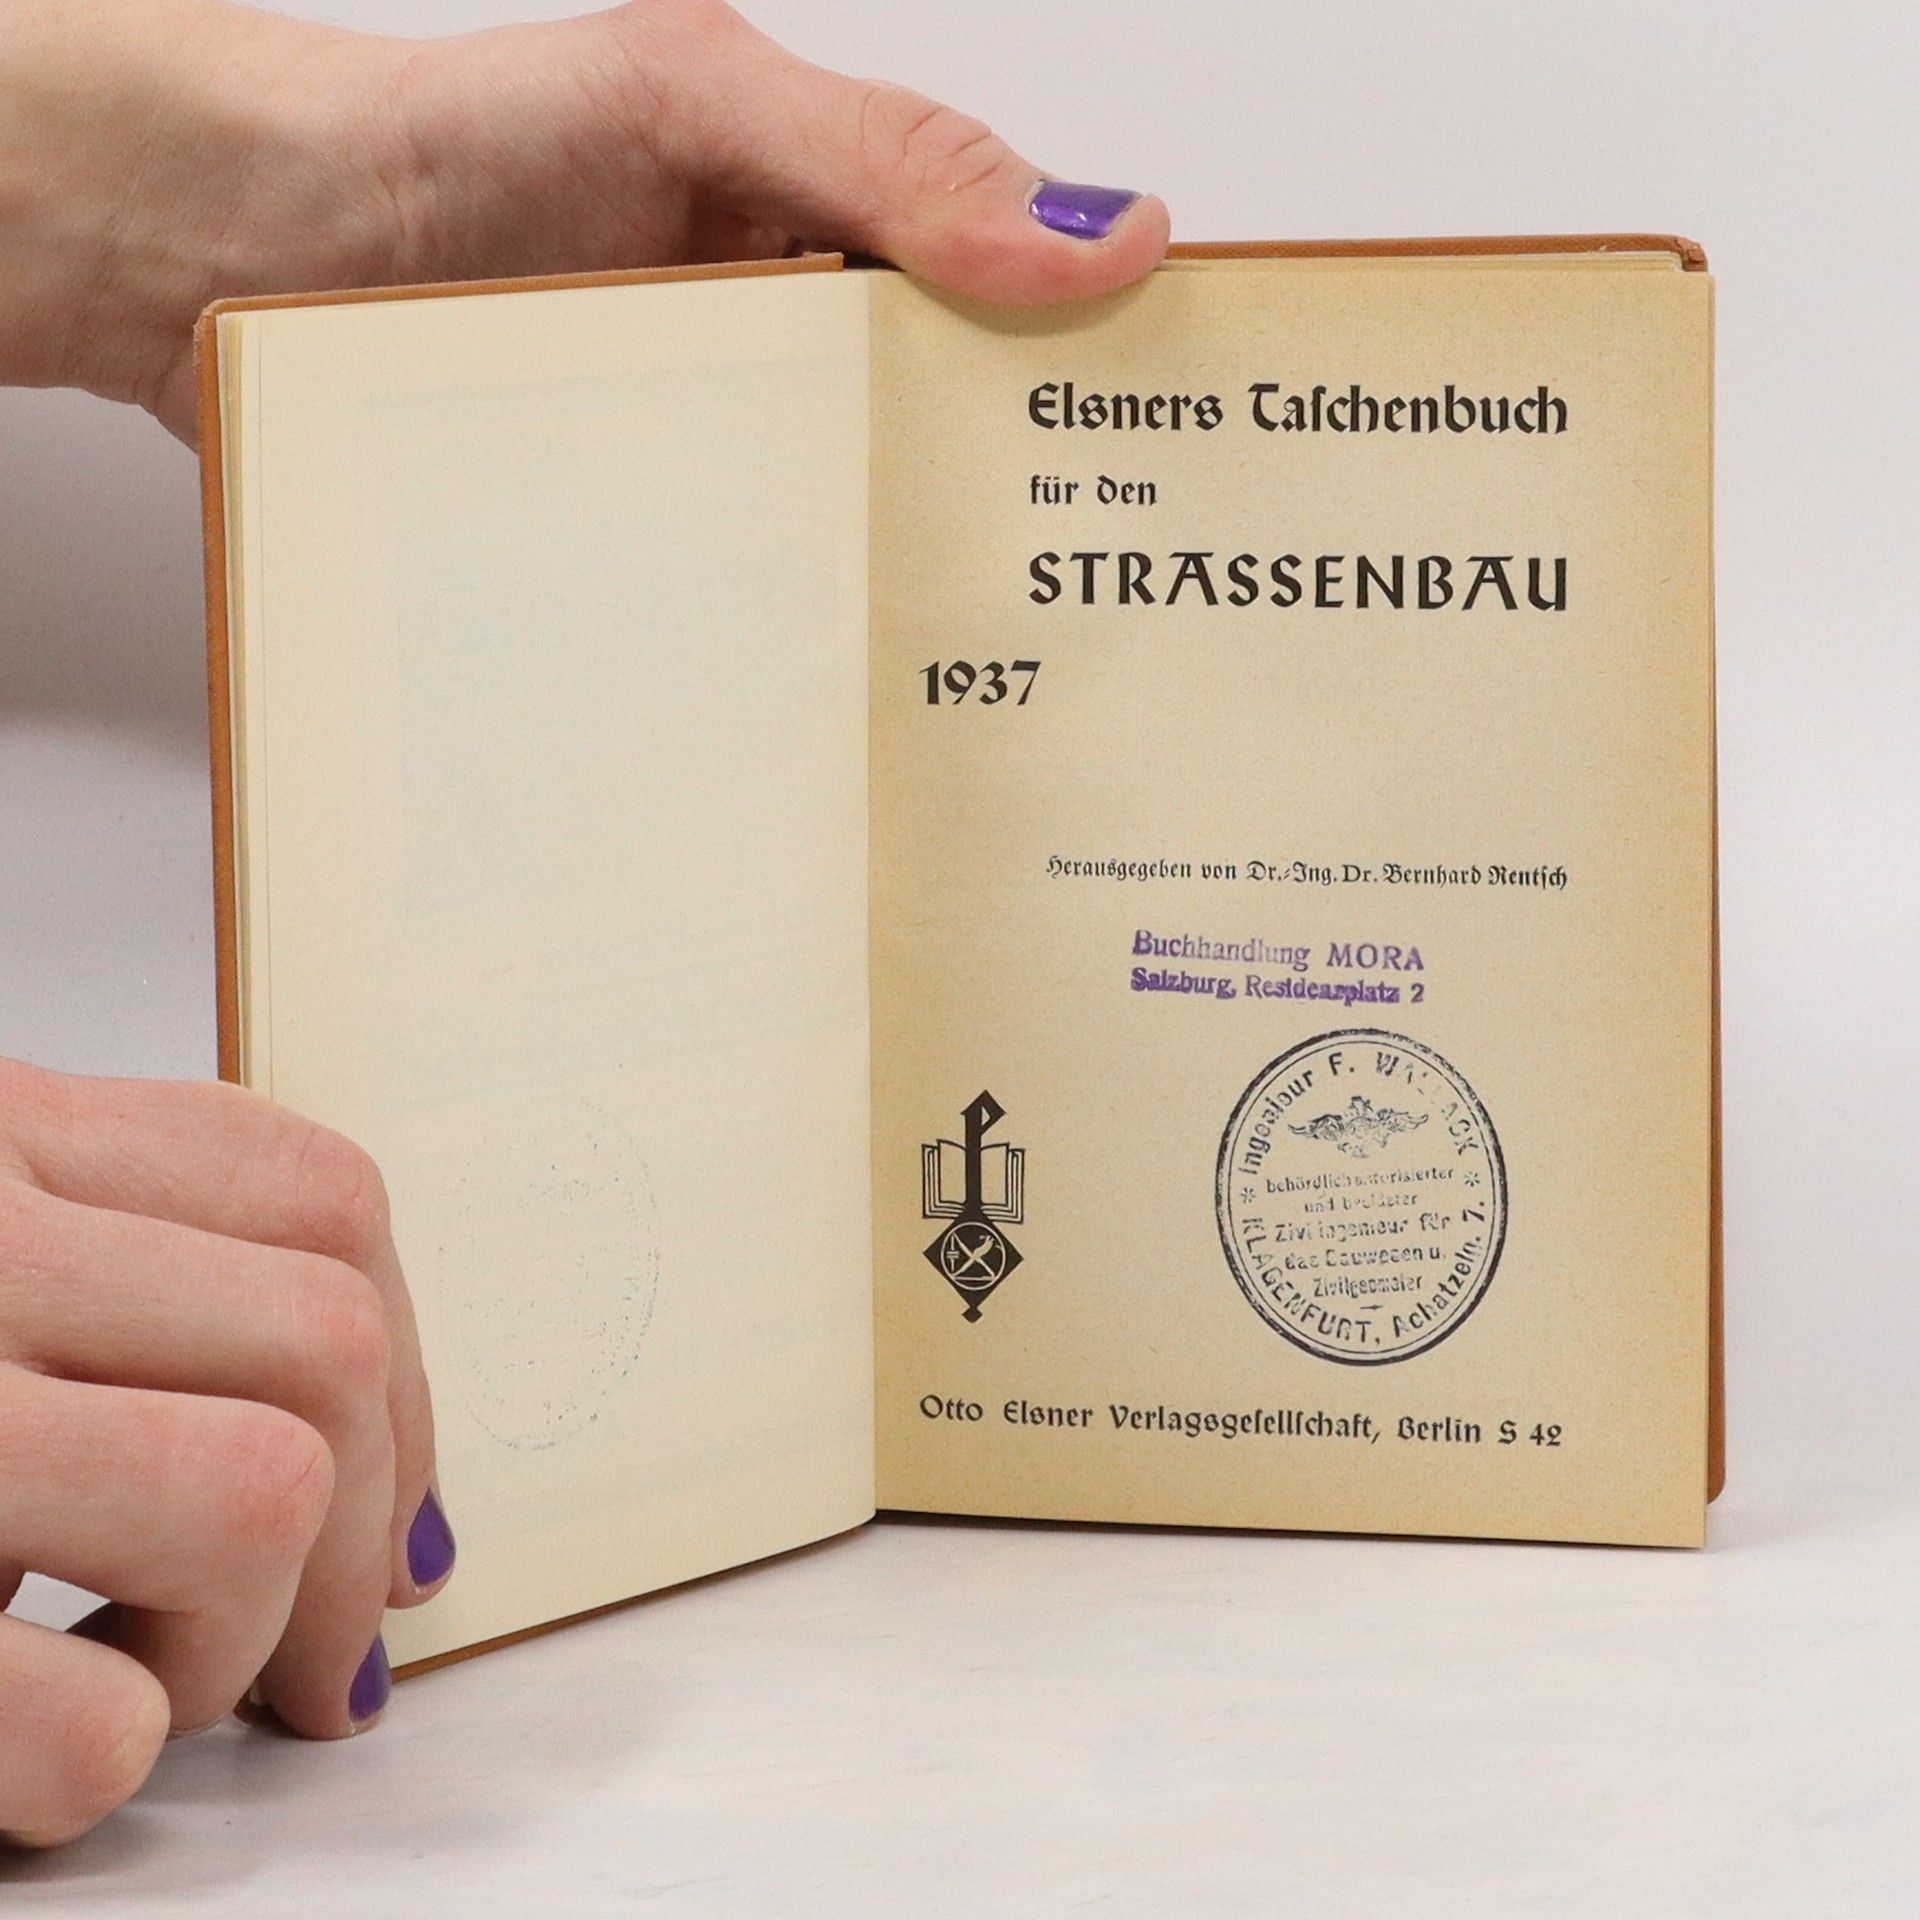 Elsners Taſchenbuch
für den
STRASSENBAU
1937
Herausgegeben von Dr.-Ing. Dr. Bernhard Rentſch
Buchhandlung MORA
Salzburg, Residenzplatz 2
* Ingenieur F. WALLACK *
behördlich autorisierter
und beeideter
Zivilingenieur für
das Bauwesen u.
Zivilgeometer
KLAGENFURT, Achatzelg. 7.
Otto Elsner Verlagsgeſellſchaft, Berlin S 42